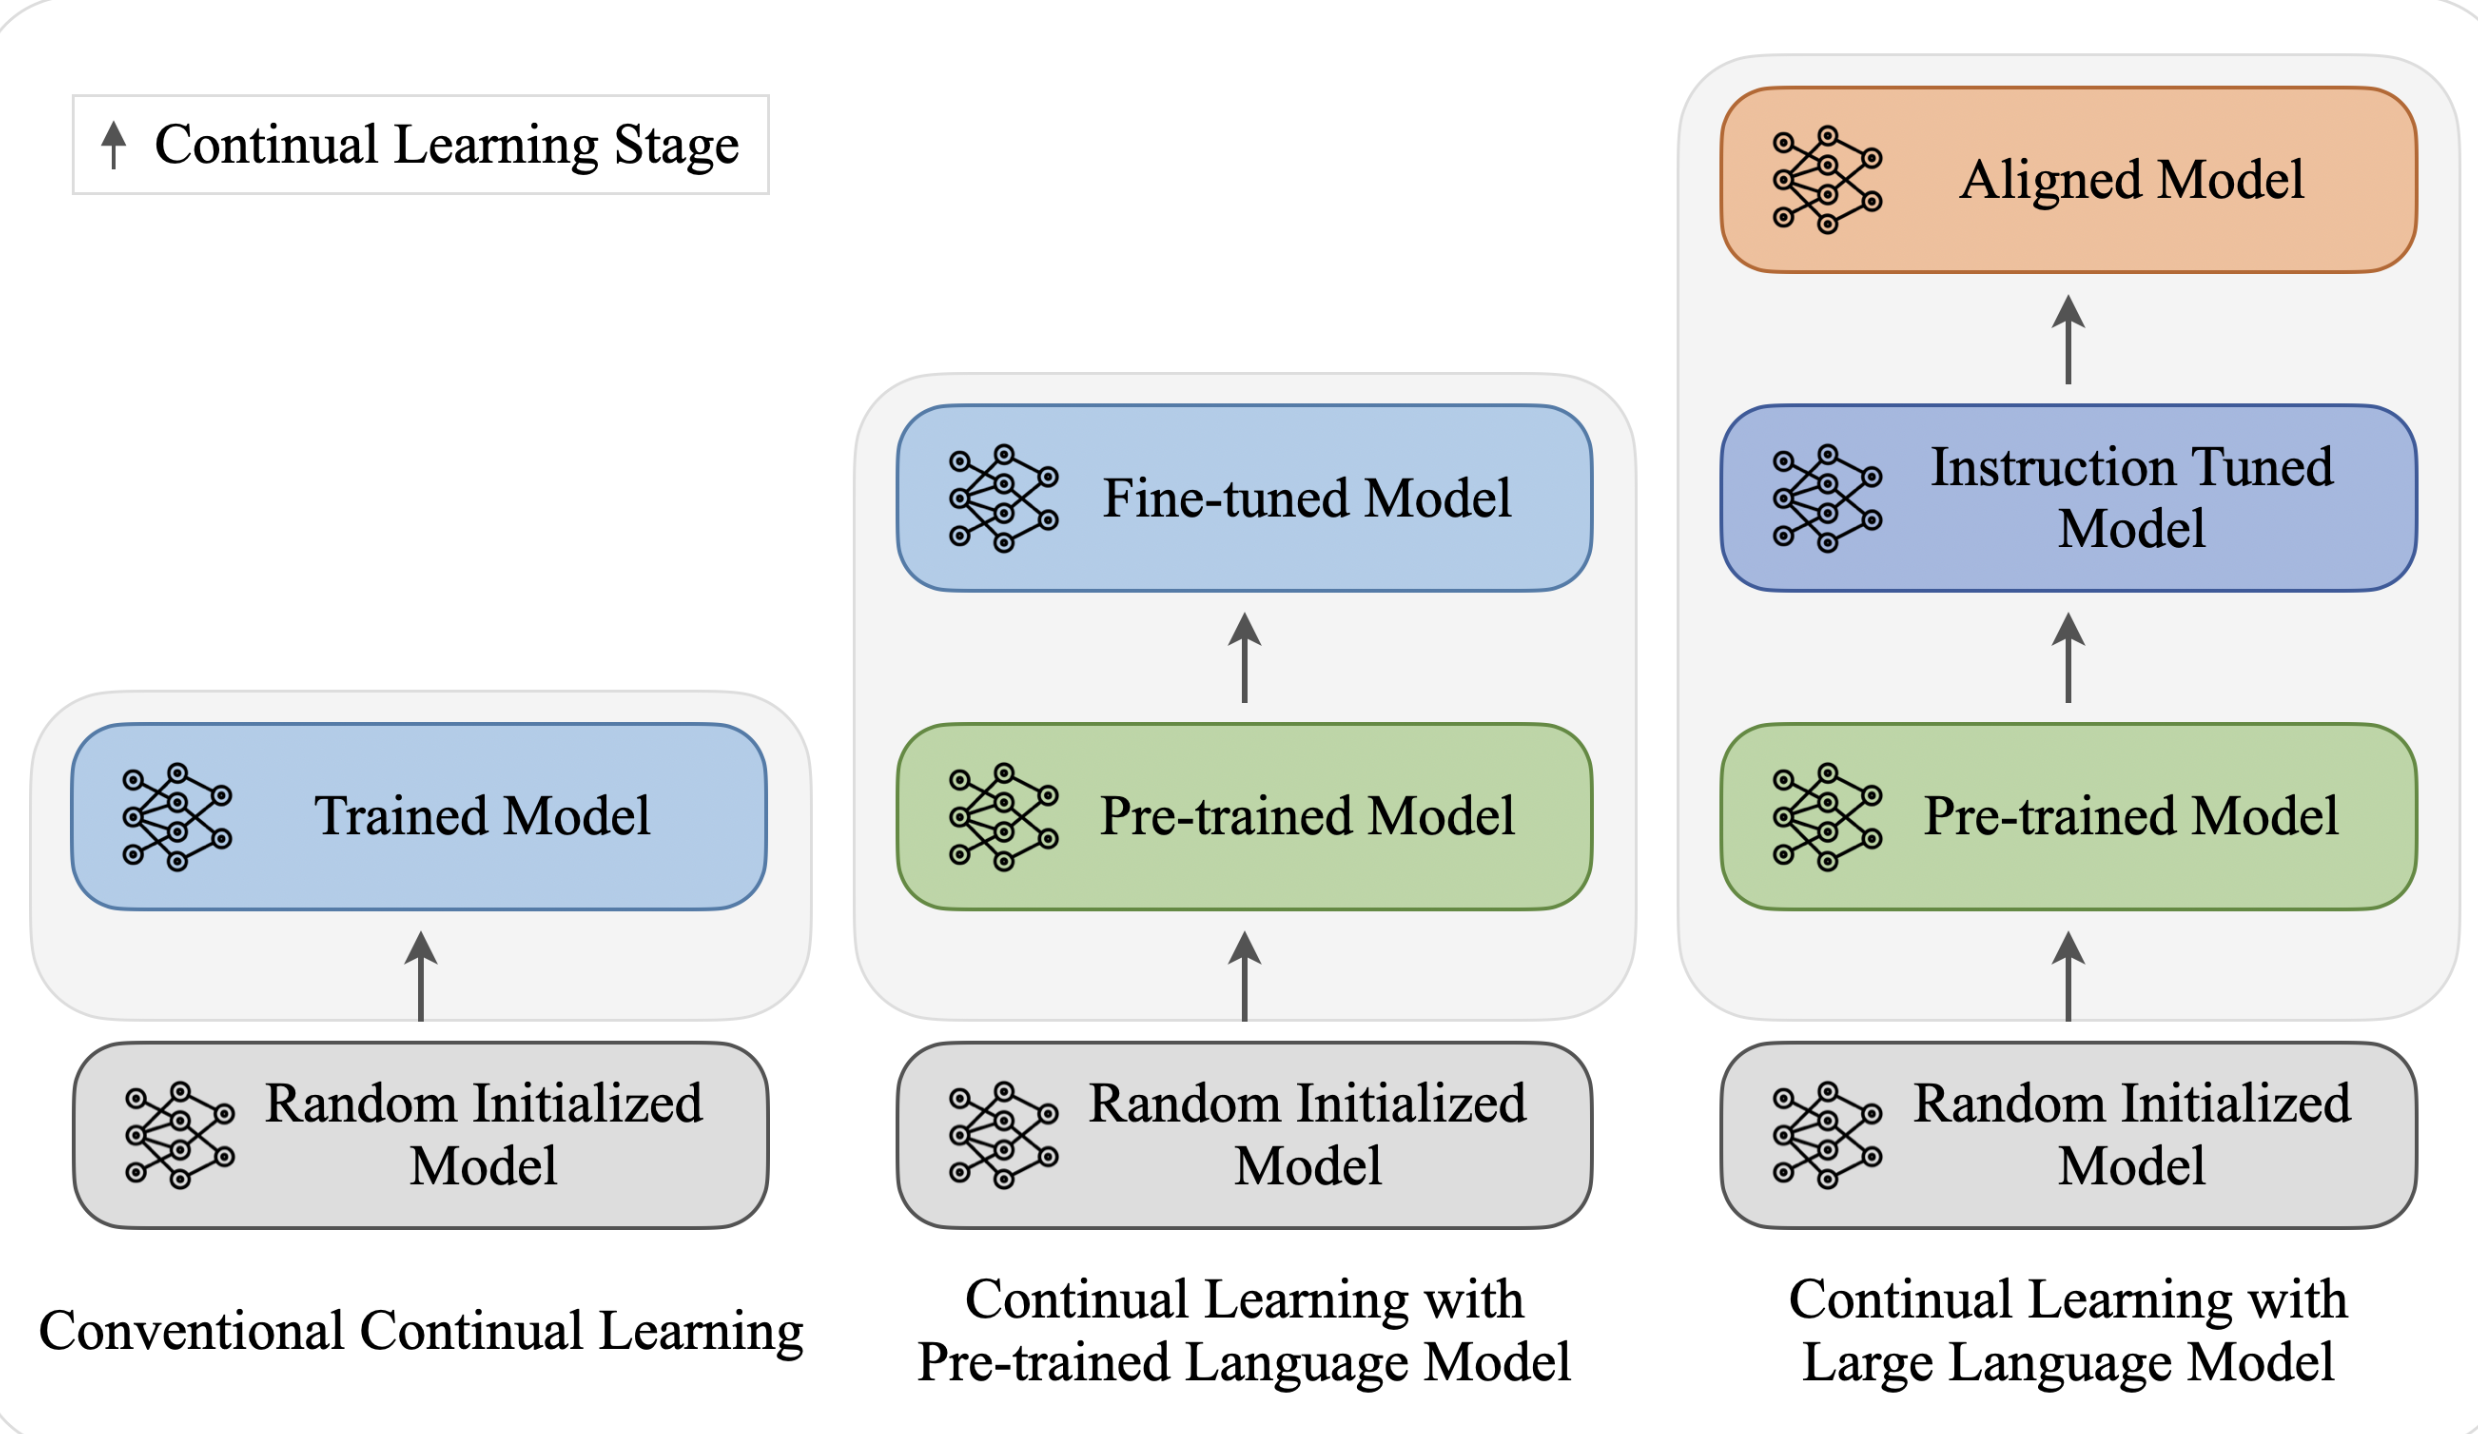 Continual Learning Stage
Trained Model
Random Initialized
Model
Conventional Continual Learning
Fine-tuned Model
Pre-trained Model
Random Initialized
Model
Continual Learning with
Pre-trained Language Model
Aligned Model
Instruction Tuned
Model
Pre-trained Model
Random Initialized
Model
Continual Learning with
Large Language Model